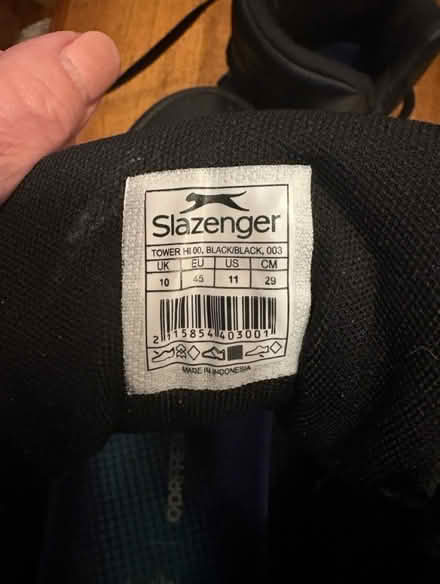 Slazenger
TOWER HI 00, BLACK/BLACK, 003
UK EU US CM
10 45 11 29
2 115854 403001
MADE IN INDONESIA